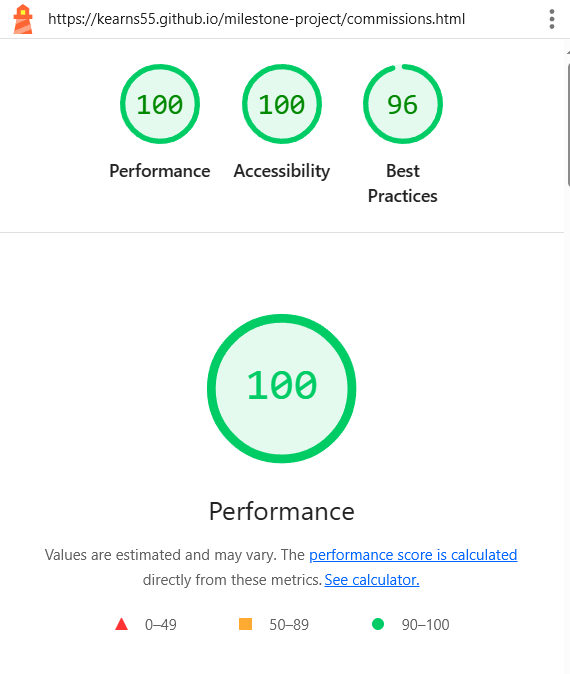 https://kearns55.github.io/milestone-project/commissions.html
100
100
96
Performance
Accessibility
Best
Practices
100
Performance
Values are estimated and may vary. The performance score is calculated
directly from these metrics. See calculator.
0–49
50–89
90–100